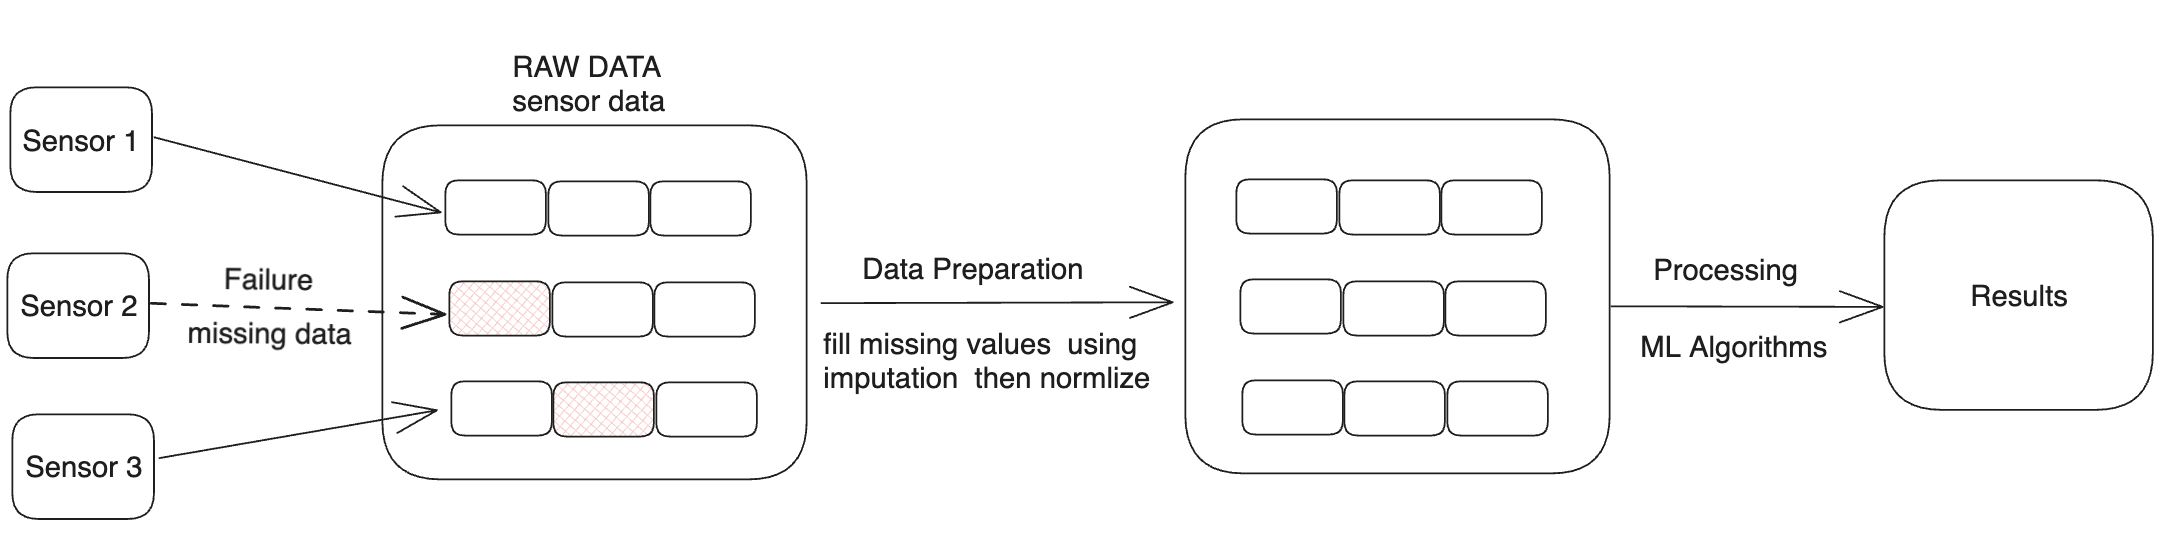 RAW DATA
sensor data
Sensor 1
Sensor 2
Sensor 3
Failure
missing data
Data Preparation
fill missing values  using
imputation  then normlize
Processing
ML Algorithms
Results